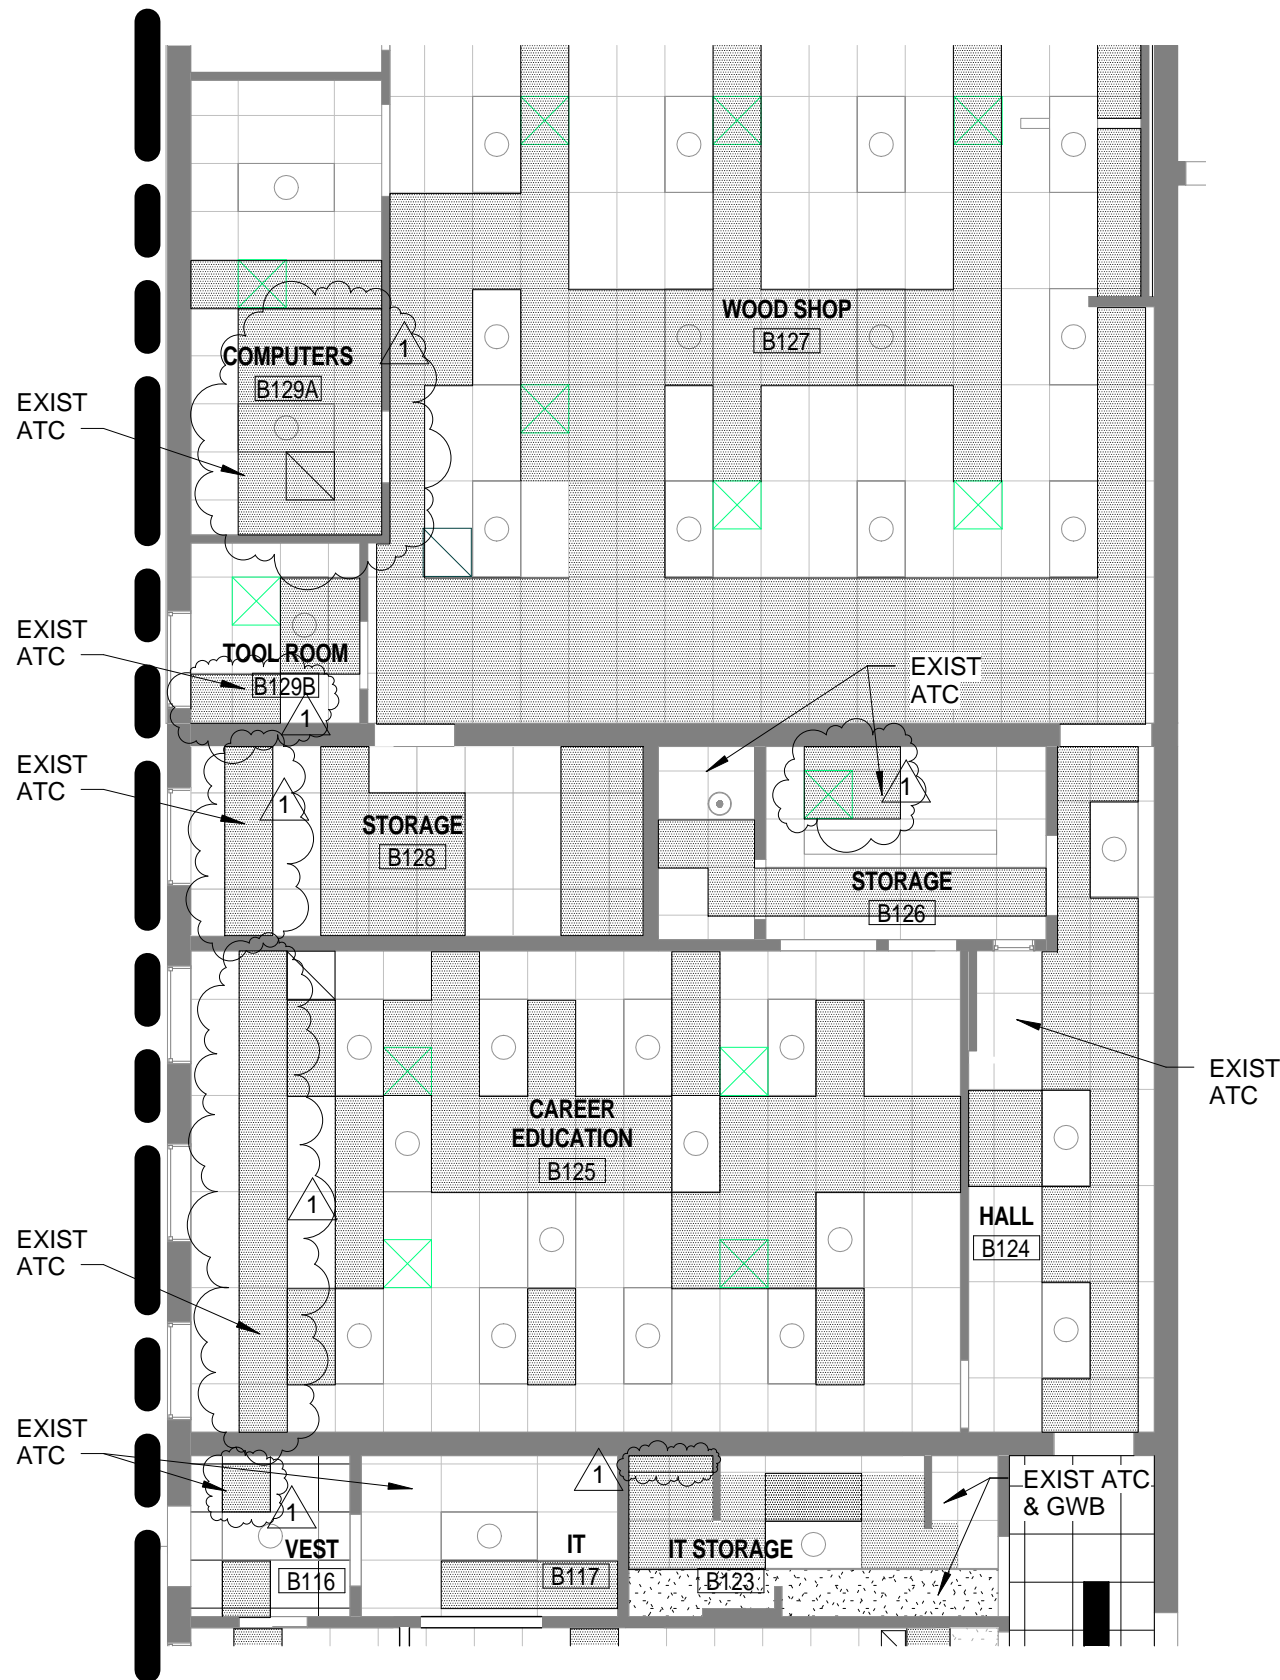 WOOD SHOP
B127
1
COMPUTERS
B129A
EXIST
ATC
EXIST
ATC
TOOL ROOM
B129B
1
EXIST
ATC
EXIST
ATC
1
1
STORAGE
B128
STORAGE
B126
EXIST
ATC
CAREER
EDUCATION
B125
1
HALL
B124
EXIST
ATC
EXIST
ATC
1
EXIST ATC
& GWB
1
VEST
B116
IT
B117
IT STORAGE
B123